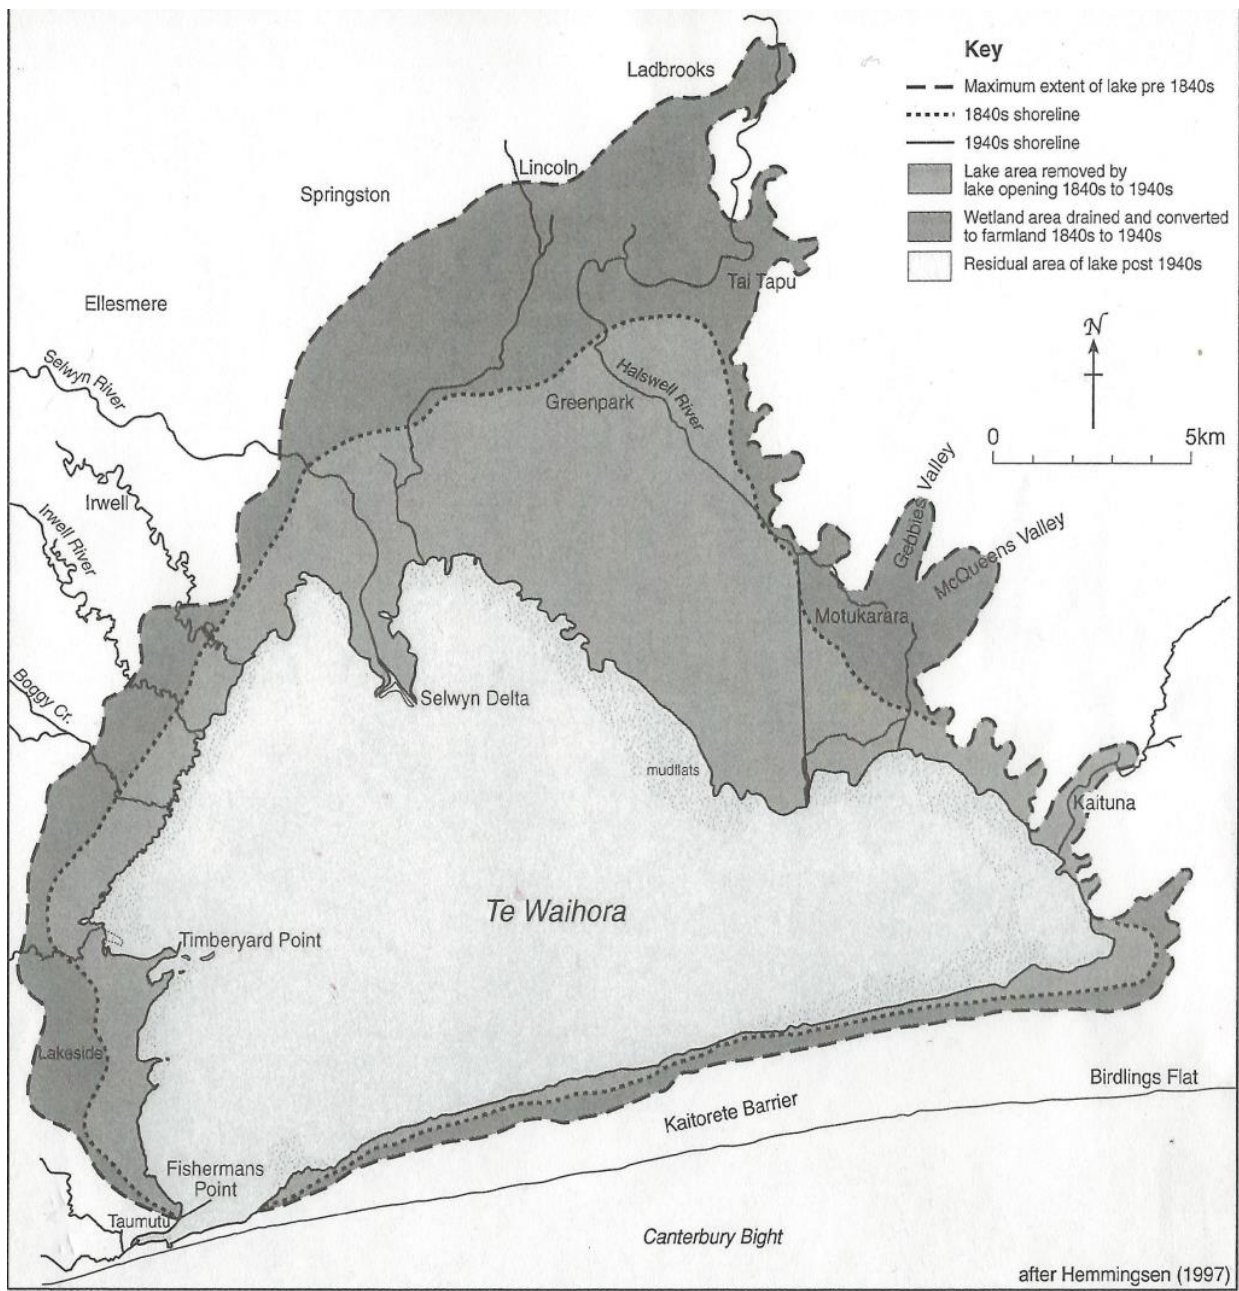 Key
Maximum extent of lake pre 1840s
1840s shoreline
1940s shoreline
Lake area removed by
lake opening 1840s to 1940s
Wetland area drained and converted
to farmland 1840s to 1940s
Residual area of lake post 1940s
N
0 5km
Ladbrooks
Lincoln
Springston
Tai Tapu
Ellesmere
Selwyn River
Halswell River
Greenpark
Irwell
Irwell River
Gebbies Valley
McQueens Valley
Motukarara
Boggy Cr.
Selwyn Delta
mudflats
Kaituna
Te Waihora
Timberyard Point
Lakeside
Birdlings Flat
Kaitorete Barrier
Fishermans
Point
Taumutu
Canterbury Bight
after Hemmingsen (1997)